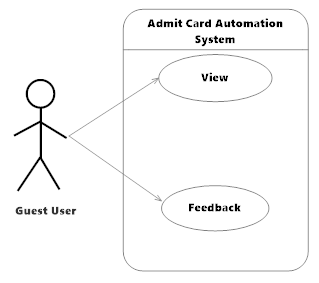 Admit Card Automation
System
View
Guest User
Feedback